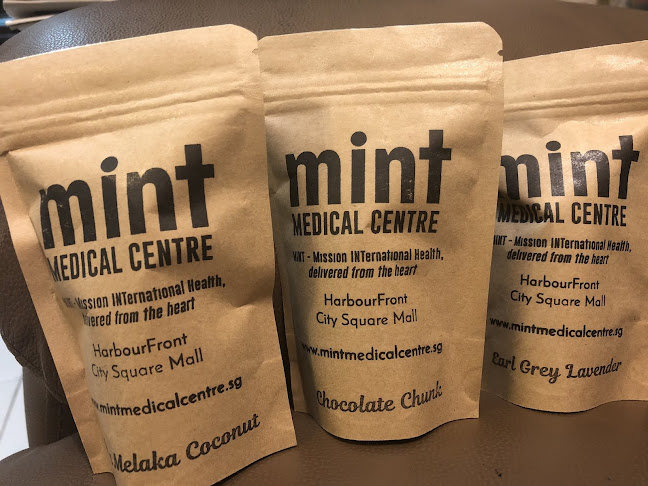 mint
MEDICAL CENTRE
MINT - Mission INTernational Health,
delivered from the heart
HarbourFront
City Square Mall
www.mintmedicalcentre.sg
Melaka Coconut
mint
MEDICAL CENTRE
MINT - Mission INTernational Health,
delivered from the heart
HarbourFront
City Square Mall
www.mintmedicalcentre.sg
Chocolate Chunk
mint
MEDICAL CENTRE
MINT - Mission INTernational Health,
delivered from the heart
HarbourFront
City Square Mall
www.mintmedicalcentre.sg
Earl Grey Lavender